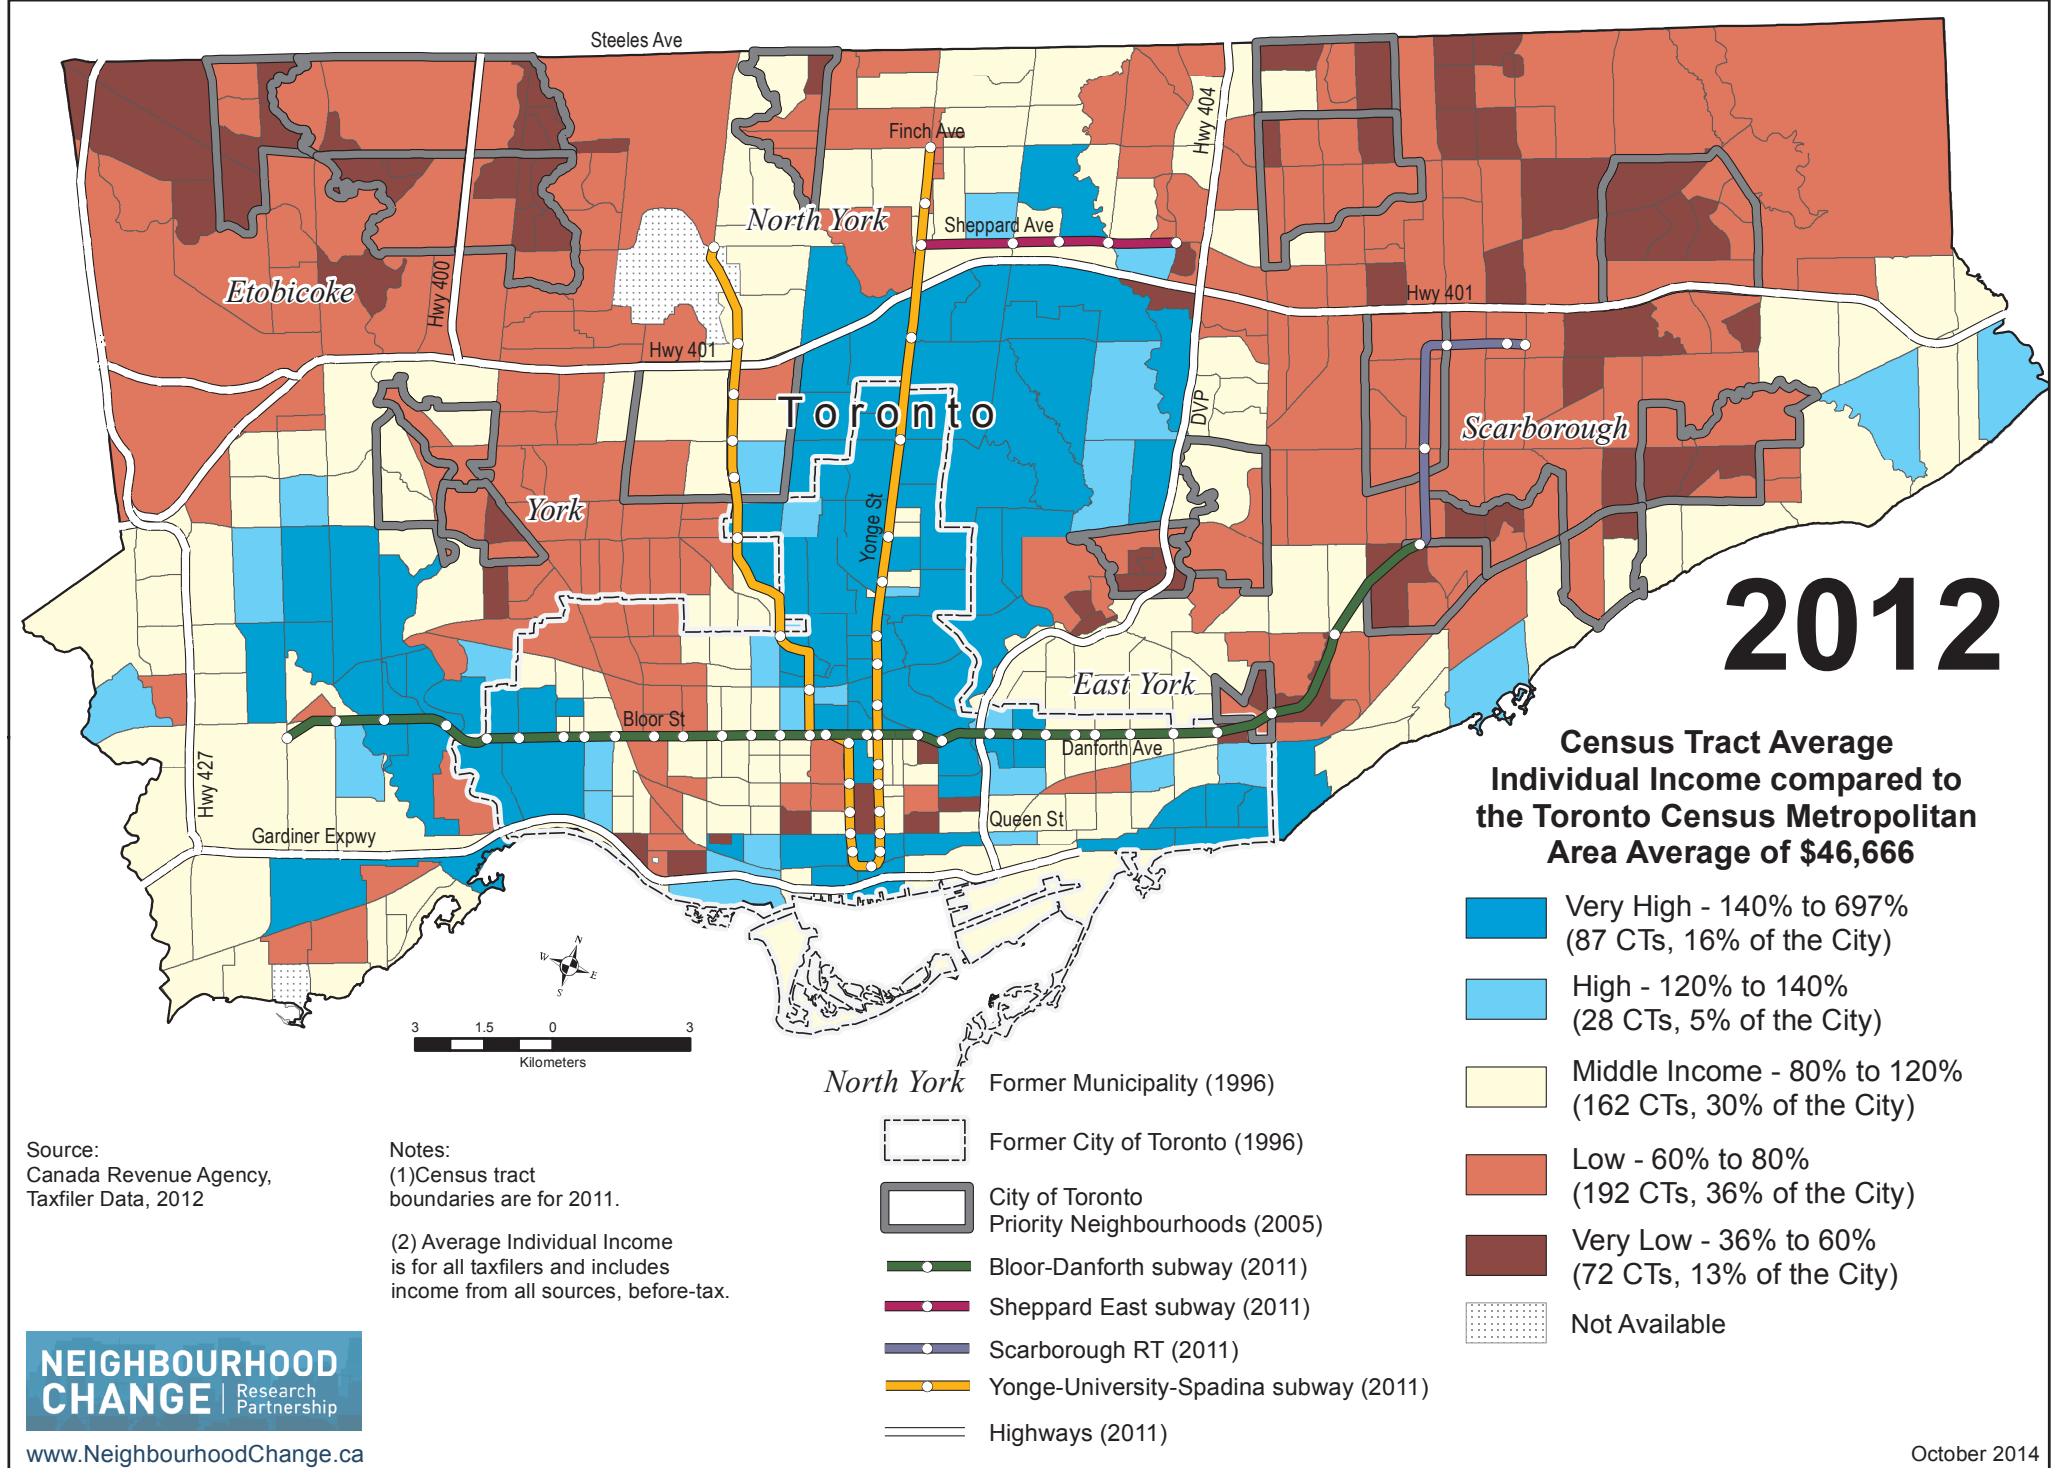 Steeles Ave
Hwy 404
Finch Ave
North York
Sheppard Ave
Etobicoke
Hwy 400
Hwy 401
Hwy 401
Toronto
DVP
Scarborough
York
Yonge St
2012
East York
Bloor St
Danforth Ave
Hwy 427
Queen St
Gardiner Expwy
N
W
E
S
3 1.5 0 3
Kilometers
Census Tract Average
Individual Income compared to
the Toronto Census Metropolitan
Area Average of $46,666
Very High - 140% to 697%
(87 CTs, 16% of the City)
High - 120% to 140%
(28 CTs, 5% of the City)
Middle Income - 80% to 120%
(162 CTs, 30% of the City)
Low - 60% to 80%
(192 CTs, 36% of the City)
Very Low - 36% to 60%
(72 CTs, 13% of the City)
Not Available
North York Former Municipality (1996)
Former City of Toronto (1996)
City of Toronto
Priority Neighbourhoods (2005)
Bloor-Danforth subway (2011)
Sheppard East subway (2011)
Scarborough RT (2011)
Yonge-University-Spadina subway (2011)
Highways (2011)
Source:
Canada Revenue Agency,
Taxfiler Data, 2012
Notes:
(1)Census tract
boundaries are for 2011.
(2) Average Individual Income
is for all taxfilers and includes
income from all sources, before-tax.
NEIGHBOURHOOD
CHANGE
Research
Partnership
www.NeighbourhoodChange.ca
October 2014